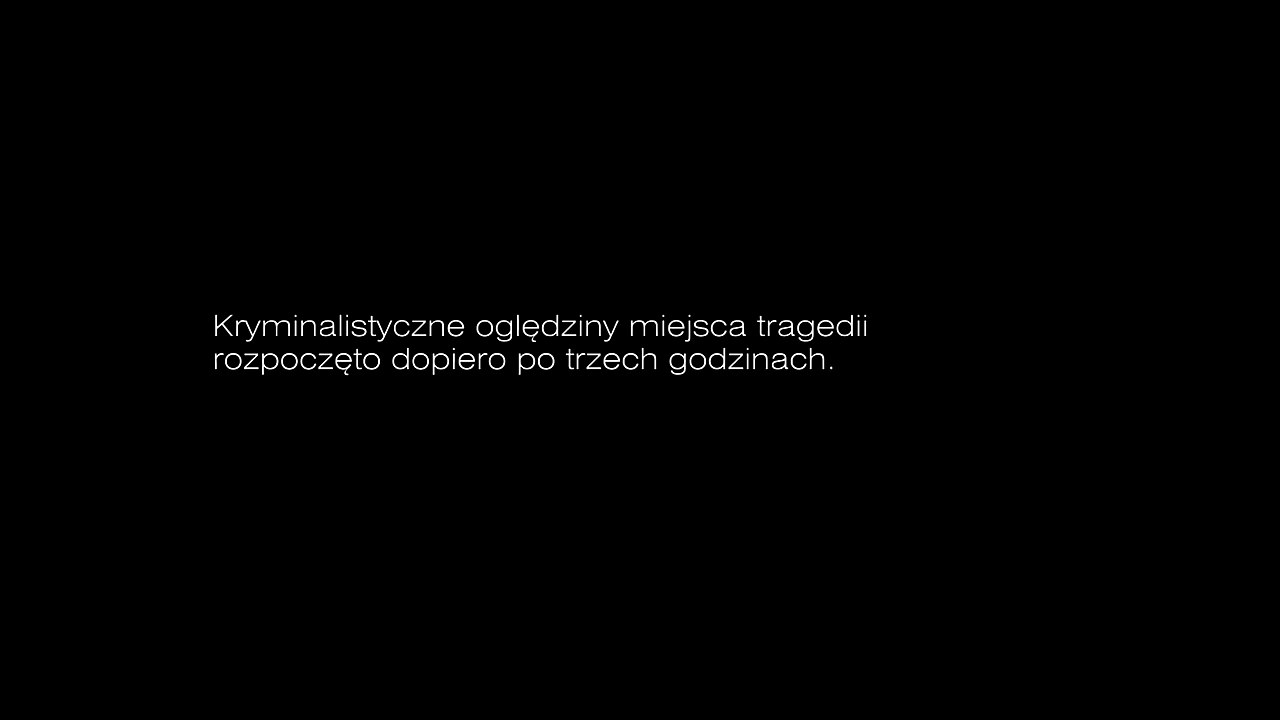 Kryminalistyczne oględziny miejsca tragedii
rozpoczęto dopiero po trzech godzinach.